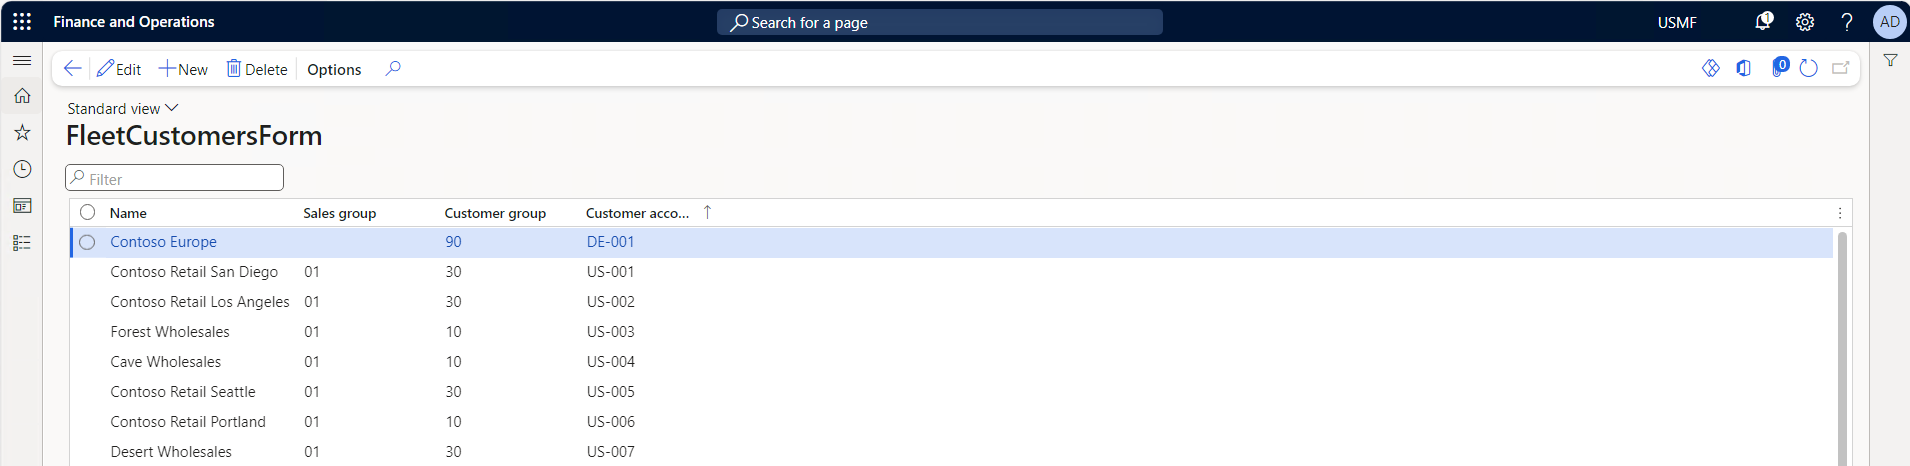 Finance and Operations Search for a page USMF 1 ? AD
Edit New Delete Options 0
Standard view
FleetCustomersForm
Filter
Name Sales group Customer group Customer acco...
Contoso Europe 90 DE-001
Contoso Retail San Diego 01 30 US-001
Contoso Retail Los Angeles 01 30 US-002
Forest Wholesales 01 10 US-003
Cave Wholesales 01 10 US-004
Contoso Retail Seattle 01 30 US-005
Contoso Retail Portland 01 10 US-006
Desert Wholesales 01 30 US-007